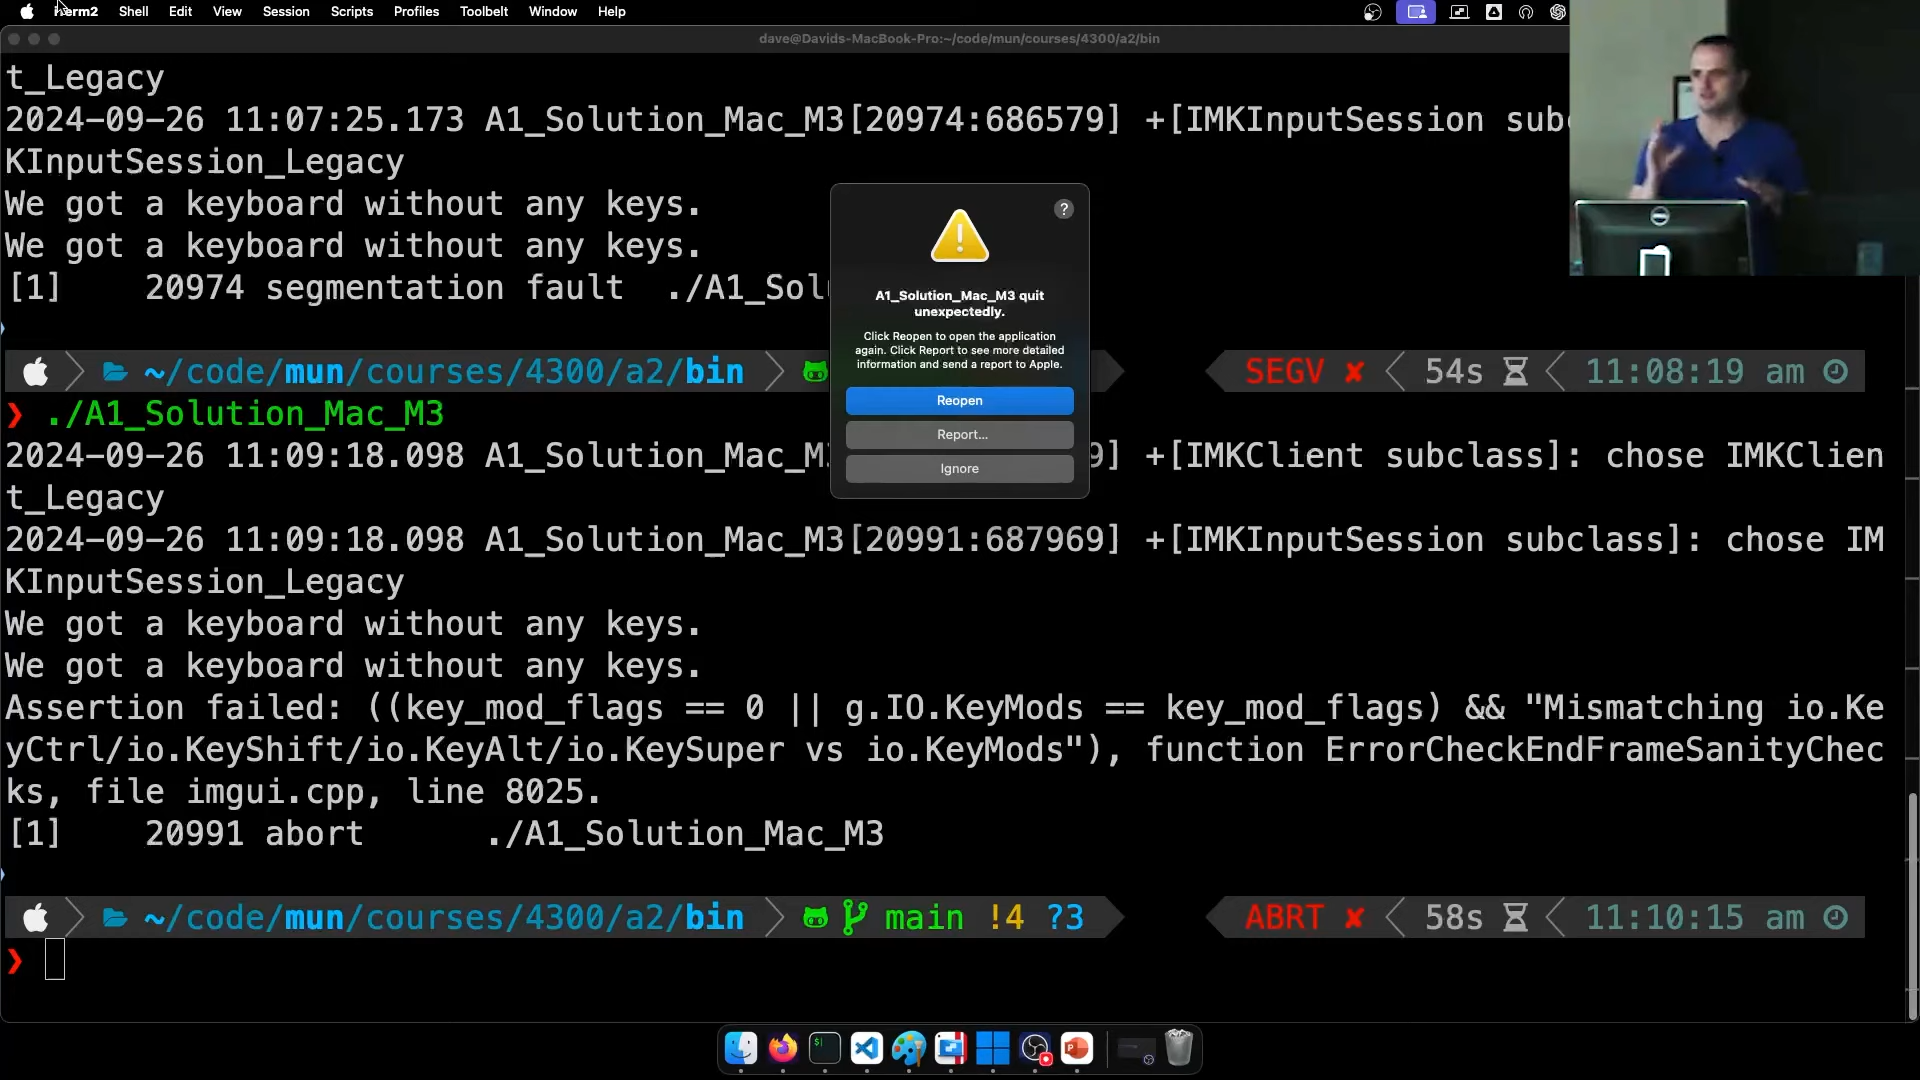 iTerm2 Shell Edit View Session Scripts Profiles Toolbelt Window Help
dave@Davids-MacBook-Pro:~/code/mun/courses/4300/a2/bin
t_Legacy
2024-09-26 11:07:25.173 A1_Solution_Mac_M3[20974:686579] +[IMKInputSession
KInputSession_Legacy
We got a keyboard without any keys.
We got a keyboard without any keys.
[1] 20974 segmentation fault
?
A1_Solution_Mac_M3 quit
unexpectedly.
Click Reopen to open the application
again. Click Report to see more detailed
information and send a report to Apple.
Reopen
Report...
Ignore
~/code/mun/courses/4300/a2/bin SEGV ✘ 54s 11:08:19 am
❯ ./A1_Solution_Mac_M3
2024-09-26 11:09:18.098 +[IMKClient subclass]: chose IMKClien
t_Legacy
2024-09-26 11:09:18.098 A1_Solution_Mac_M3[20991:687969] +[IMKInputSession subclass]: chose IM
KInputSession_Legacy
We got a keyboard without any keys.
We got a keyboard without any keys.
Assertion failed: ((key_mod_flags == 0 || g.IO.KeyMods == key_mod_flags) && "Mismatching io.Ke
yCtrl/io.KeyShift/io.KeyAlt/io.KeySuper vs io.KeyMods"), function ErrorCheckEndFrameSanityChec
ks, file imgui.cpp, line 8025.
[1] 20991 abort ./A1_Solution_Mac_M3
~/code/mun/courses/4300/a2/bin main !4 ?3 ABRT ✘ 58s 11:10:15 am
❯